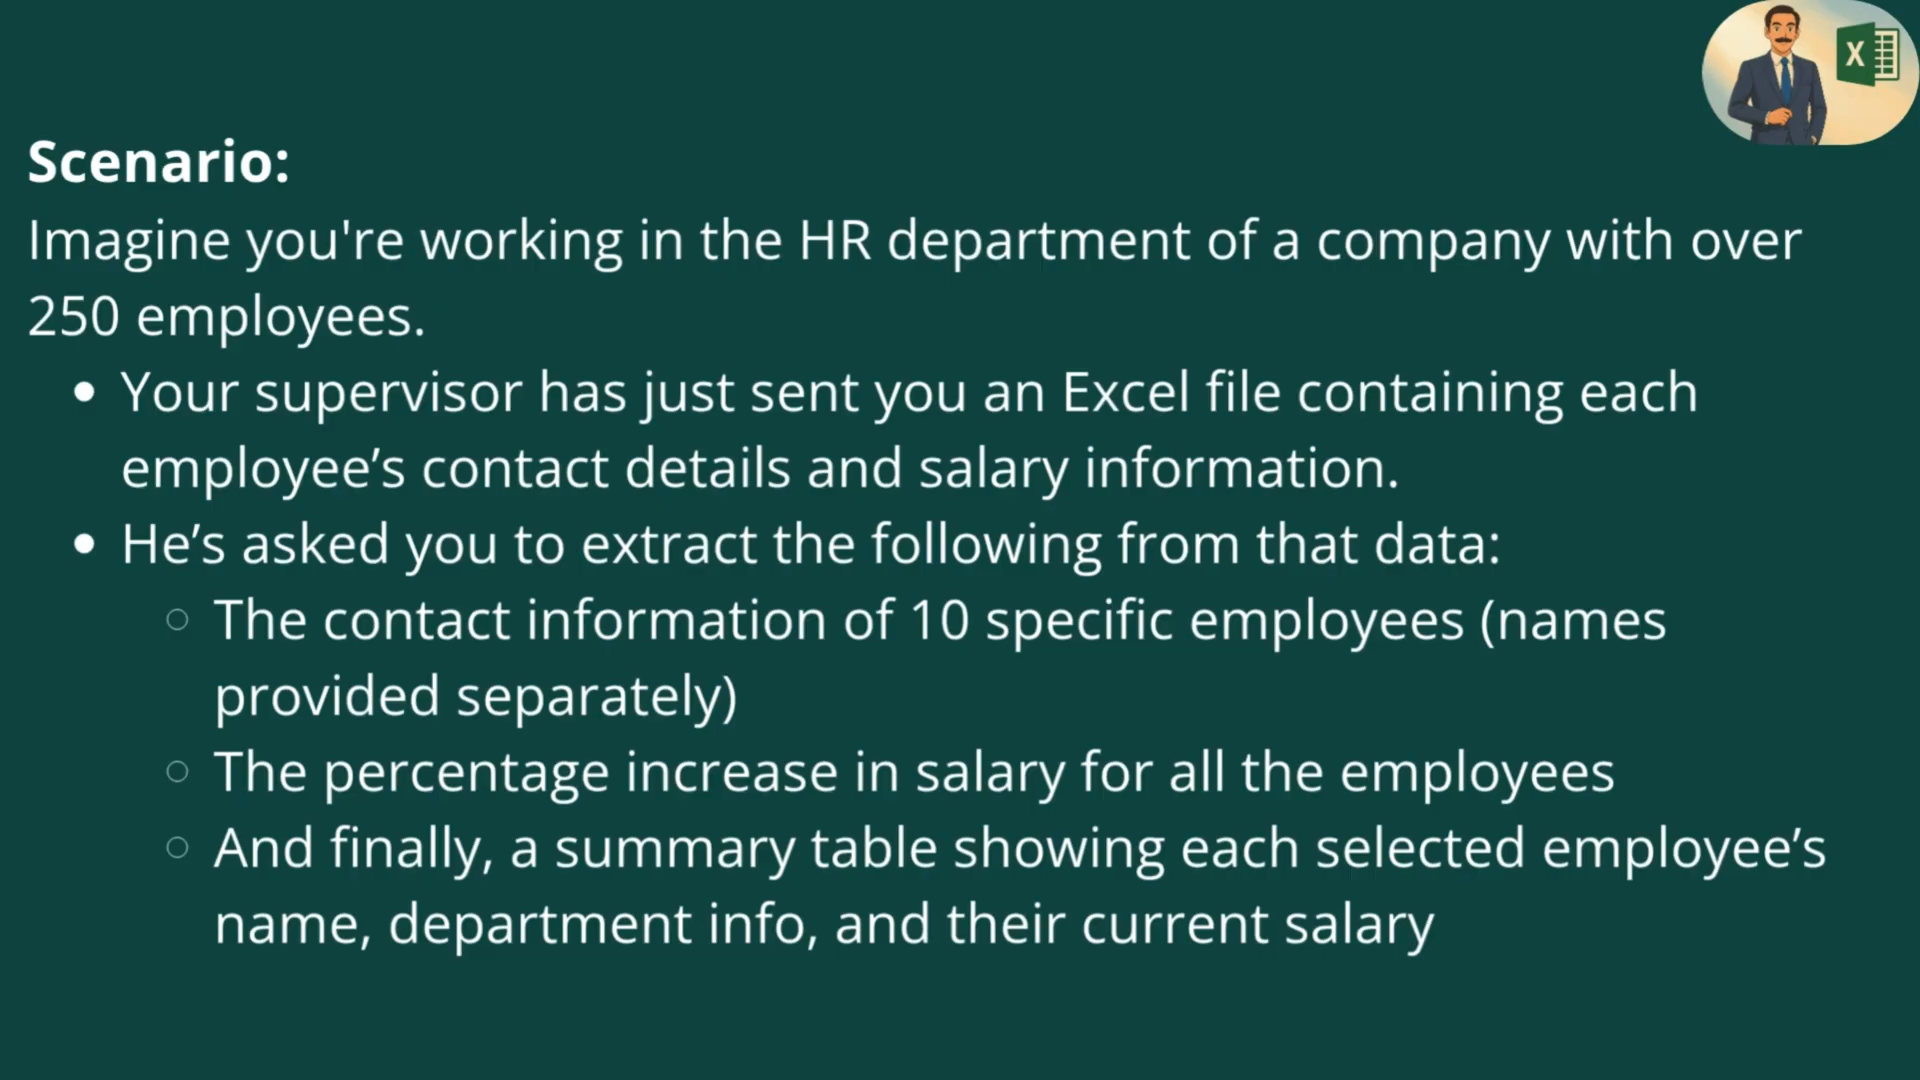 X
Scenario:
Imagine you're working in the HR department of a company with over
250 employees.
• Your supervisor has just sent you an Excel file containing each
employee’s contact details and salary information.
• He’s asked you to extract the following from that data:
○ The contact information of 10 specific employees (names
provided separately)
○ The percentage increase in salary for all the employees
○ And finally, a summary table showing each selected employee’s
name, department info, and their current salary